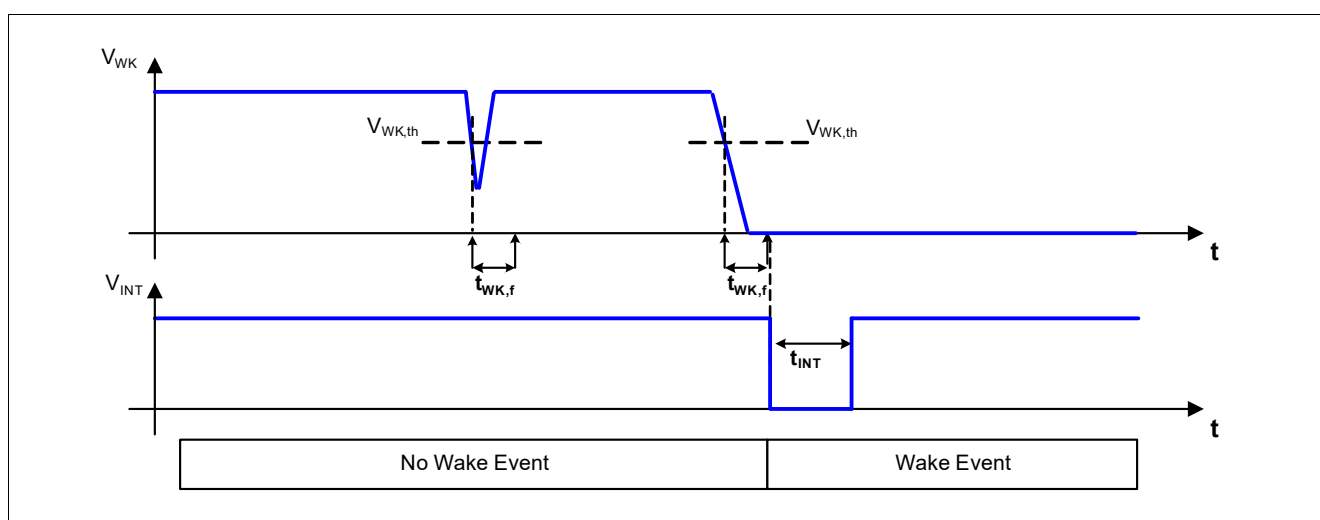 V_WK
V_WK,th
V_WK,th
t
t_WK,f
t_WK,f
V_INT
t_INT
t
No Wake Event
Wake Event